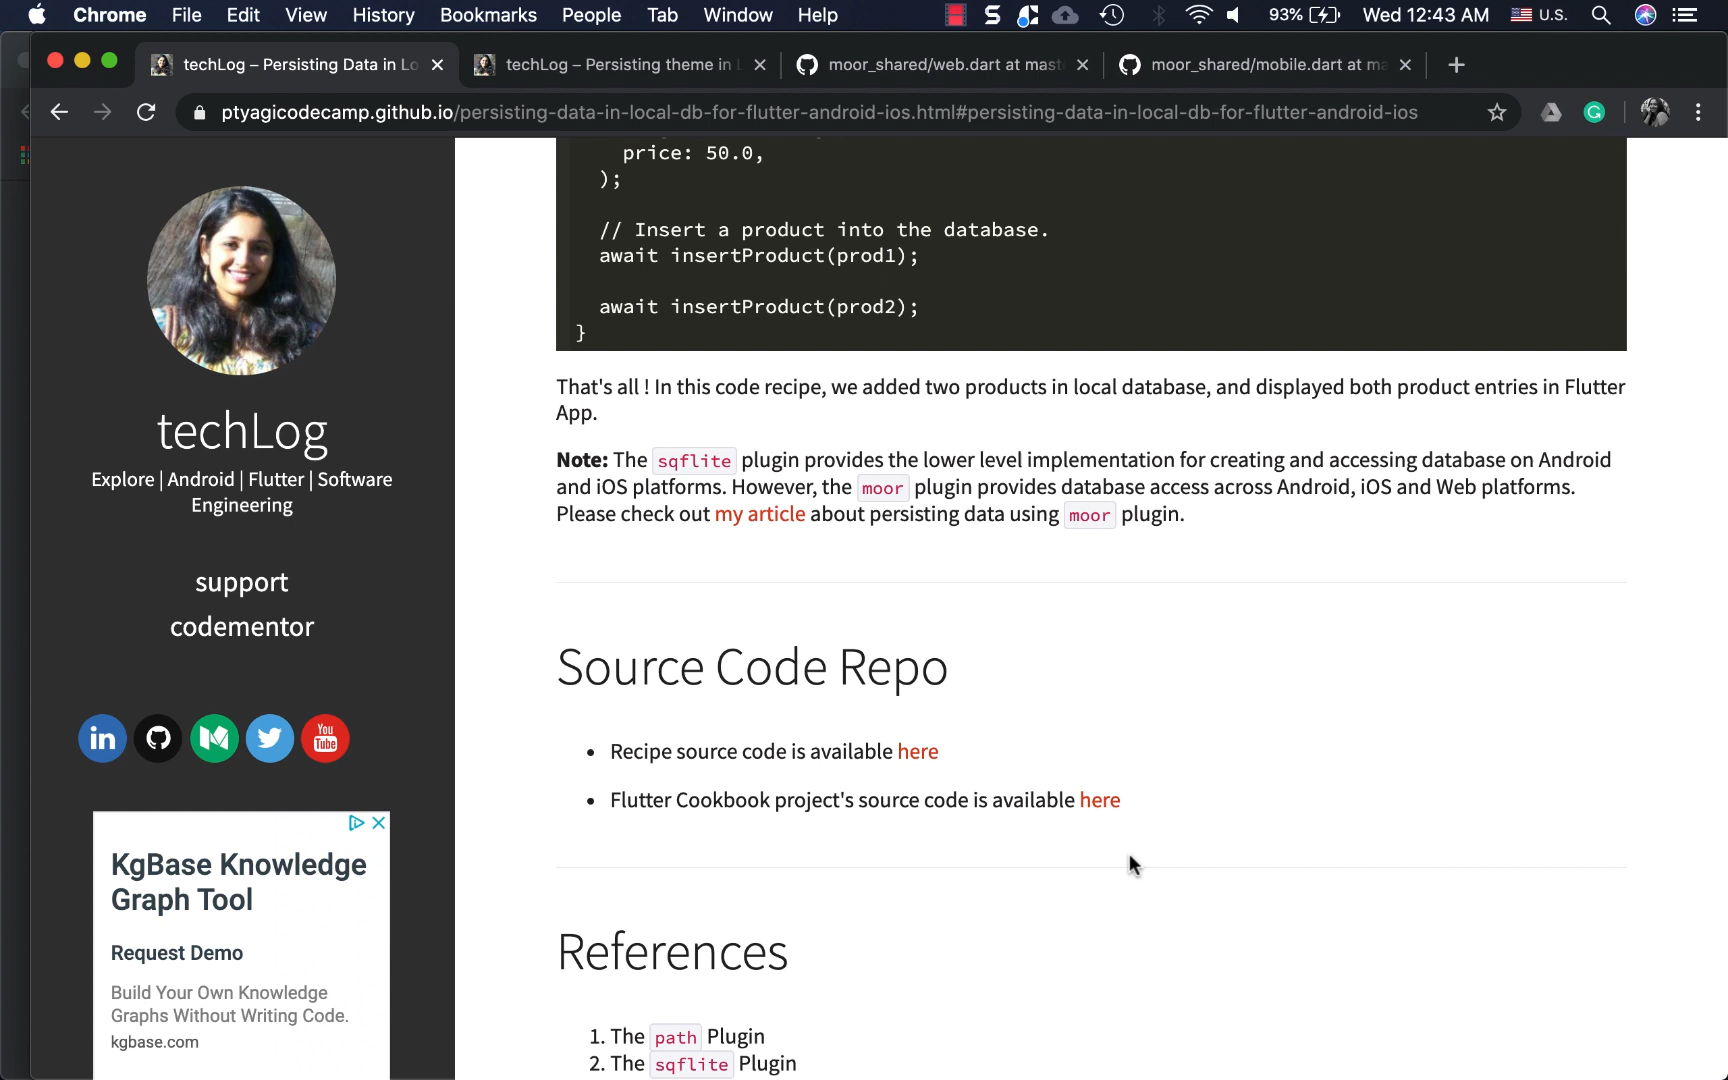 Chrome File Edit View History Bookmarks People Tab Window Help 93% Wed 12:43 AM U.S.
techLog – Persisting Data in Lo techLog – Persisting theme in L moor_shared/web.dart at mast moor_shared/mobile.dart at ma
ptyagicodecamp.github.io/persisting-data-in-local-db-for-flutter-android-ios.html#persisting-data-in-local-db-for-flutter-android-ios
techLog
Explore | Android | Flutter | Software
Engineering
support
codementor
in
You
Tube
KgBase Knowledge
Graph Tool
Request Demo
Build Your Own Knowledge
Graphs Without Writing Code.
kgbase.com
price: 50.0,
);
// Insert a product into the database.
await insertProduct(prod1);
await insertProduct(prod2);
}
That's all ! In this code recipe, we added two products in local database, and displayed both product entries in Flutter
App.
Note: The sqflite plugin provides the lower level implementation for creating and accessing database on Android
and iOS platforms. However, the moor plugin provides database access across Android, iOS and Web platforms.
Please check out my article about persisting data using moor plugin.
Source Code Repo
• Recipe source code is available here
• Flutter Cookbook project's source code is available here
References
1. The path Plugin
2. The sqflite Plugin